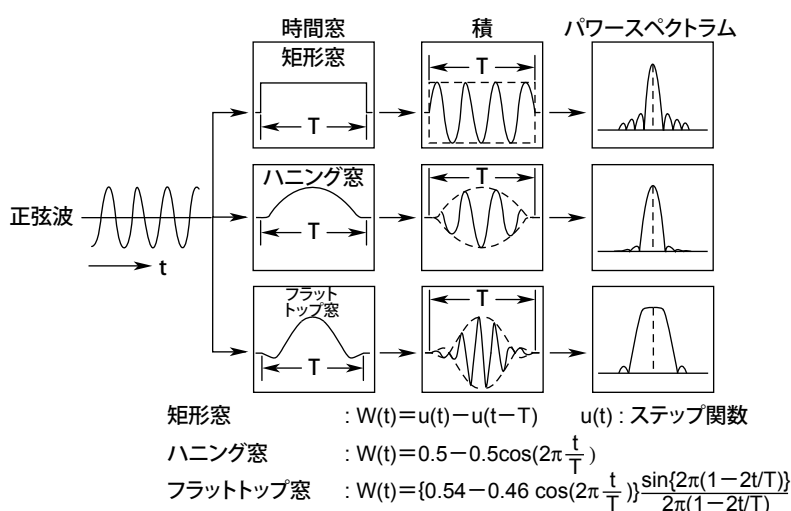 時間窓 積 パワースペクトラム
矩形窓
T
T
ハニング窓
T
T
正弦波
t
フラット
トップ窓
T
T
矩形窓 : W(t)=u(t)−u(t−T) u(t) : ステップ関数
ハニング窓 : W(t)=0.5−0.5cos(2π t/T )
フラットトップ窓 : W(t)={0.54−0.46 cos(2π t/T )} sin{2π(1−2t/T)} / 2π(1−2t/T)